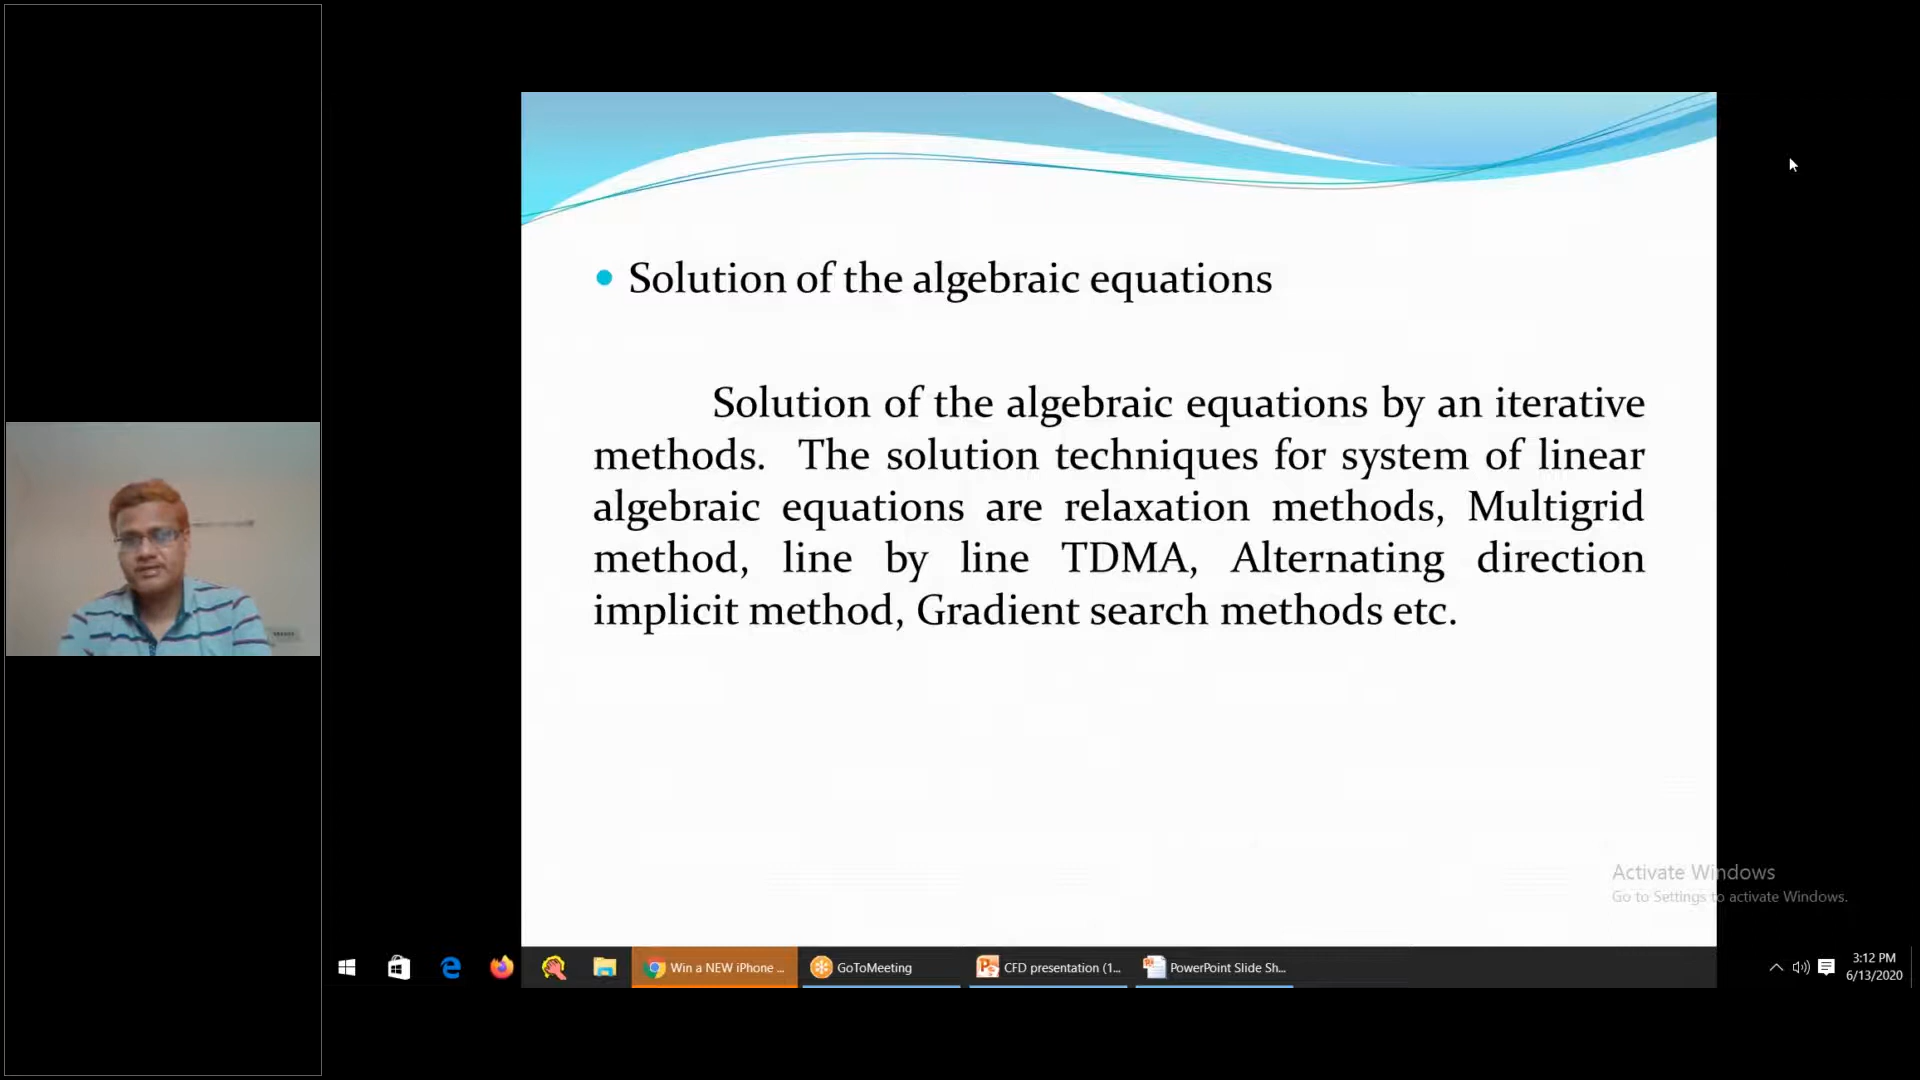 Solution of the algebraic equations
Solution of the algebraic equations by an iterative
methods. The solution techniques for system of linear
algebraic equations are relaxation methods, Multigrid
method, line by line TDMA, Alternating direction
implicit method, Gradient search methods etc.
Activate Windows
Go to Settings to activate Windows.
Win a NEW iPhone ...
GoToMeeting
CFD presentation (1...
PowerPoint Slide Sh...
3:12 PM
6/13/2020